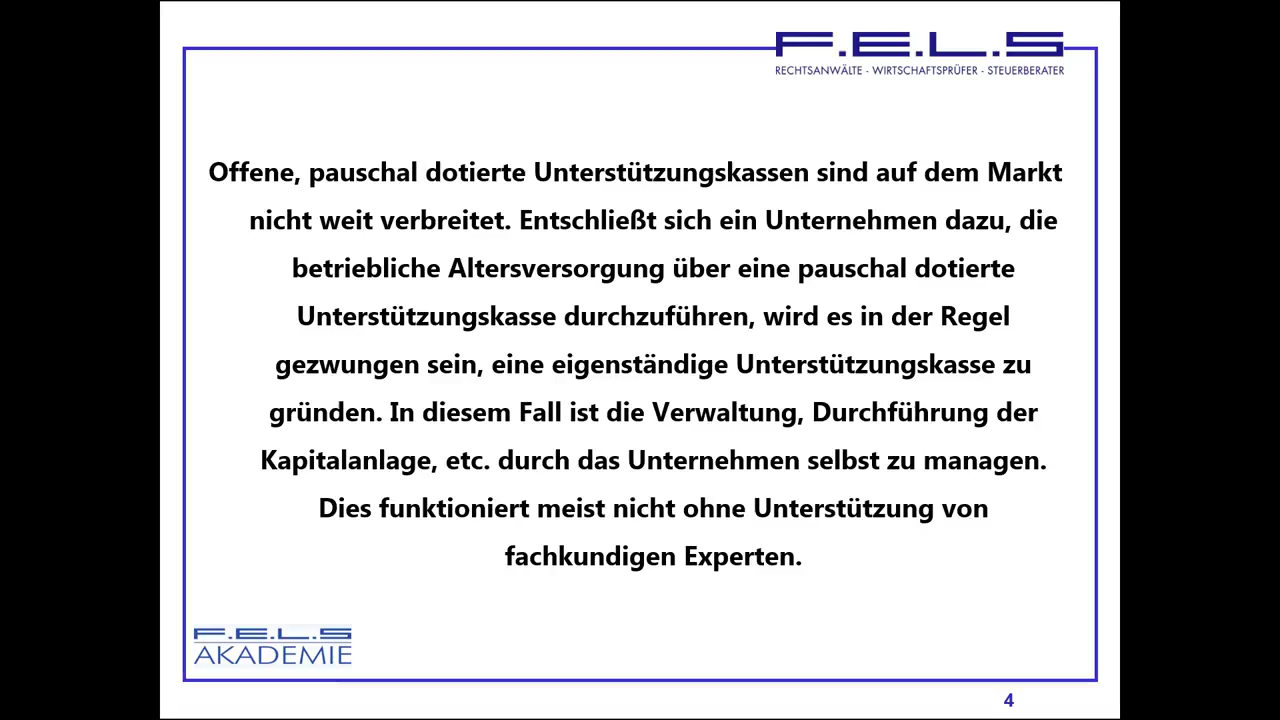 F.E.L.S
RECHTSANWÄLTE - WIRTSCHAFTSPRÜFER - STEUERBERATER
Offene, pauschal dotierte Unterstützungskassen sind auf dem Markt
nicht weit verbreitet. Entschließt sich ein Unternehmen dazu, die
betriebliche Altersversorgung über eine pauschal dotierte
Unterstützungskasse durchzuführen, wird es in der Regel
gezwungen sein, eine eigenständige Unterstützungskasse zu
gründen. In diesem Fall ist die Verwaltung, Durchführung der
Kapitalanlage, etc. durch das Unternehmen selbst zu managen.
Dies funktioniert meist nicht ohne Unterstützung von
fachkundigen Experten.
F.E.L.S
AKADEMIE
4